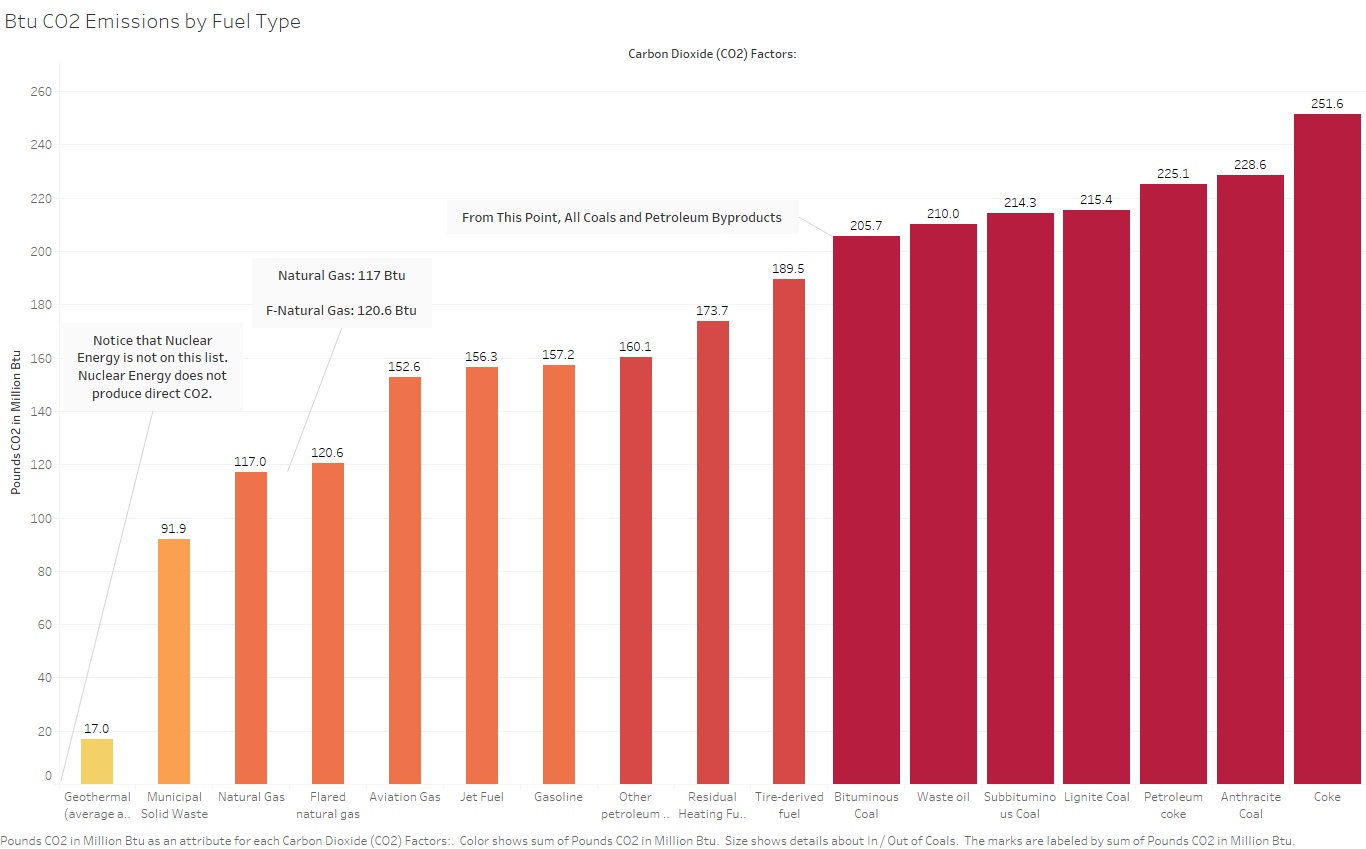 Btu CO2 Emissions by Fuel Type
Carbon Dioxide (CO2) Factors:
Pounds CO2 in Million Btu
260
240
220
200
180
160
140
120
100
80
60
40
20
0
Notice that Nuclear
Energy is not on this list.
Nuclear Energy does not
produce direct CO2.
Natural Gas: 117 Btu
F-Natural Gas: 120.6 Btu
From This Point, All Coals and Petroleum Byproducts
17.0
91.9
117.0
120.6
152.6
156.3
157.2
160.1
173.7
189.5
205.7
210.0
214.3
215.4
225.1
228.6
251.6
Geothermal
(average a..
Municipal
Solid Waste
Natural Gas
Flared
natural gas
Aviation Gas
Jet Fuel
Gasoline
Other
petroleum ..
Residual
Heating Fu..
Tire-derived
fuel
Bituminous
Coal
Waste oil
Subbitumino
us Coal
Lignite Coal
Petroleum
coke
Anthracite
Coal
Coke
Pounds CO2 in Million Btu as an attribute for each Carbon Dioxide (CO2) Factors:.  Color shows sum of Pounds CO2 in Million Btu.  Size shows details about In / Out of Coals.  The marks are labeled by sum of Pounds CO2 in Million Btu.